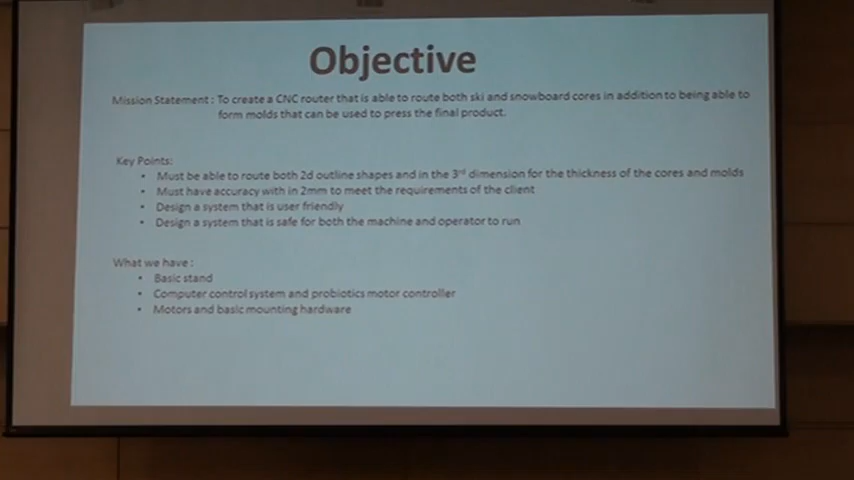 Objective
Mission Statement : To create a CNC router that is able to route both ski and snowboard cores in addition to being able to
form molds that can be used to press the final product.
Key Points:
• Must be able to route both 2d outline shapes and in the 3rd dimension for the thickness of the cores and molds
• Must have accuracy with in 2mm to meet the requirements of the client
• Design a system that is user friendly
• Design a system that is safe for both the machine and operator to run
What we have :
• Basic stand
• Computer control system and probiotics motor controller
• Motors and basic mounting hardware